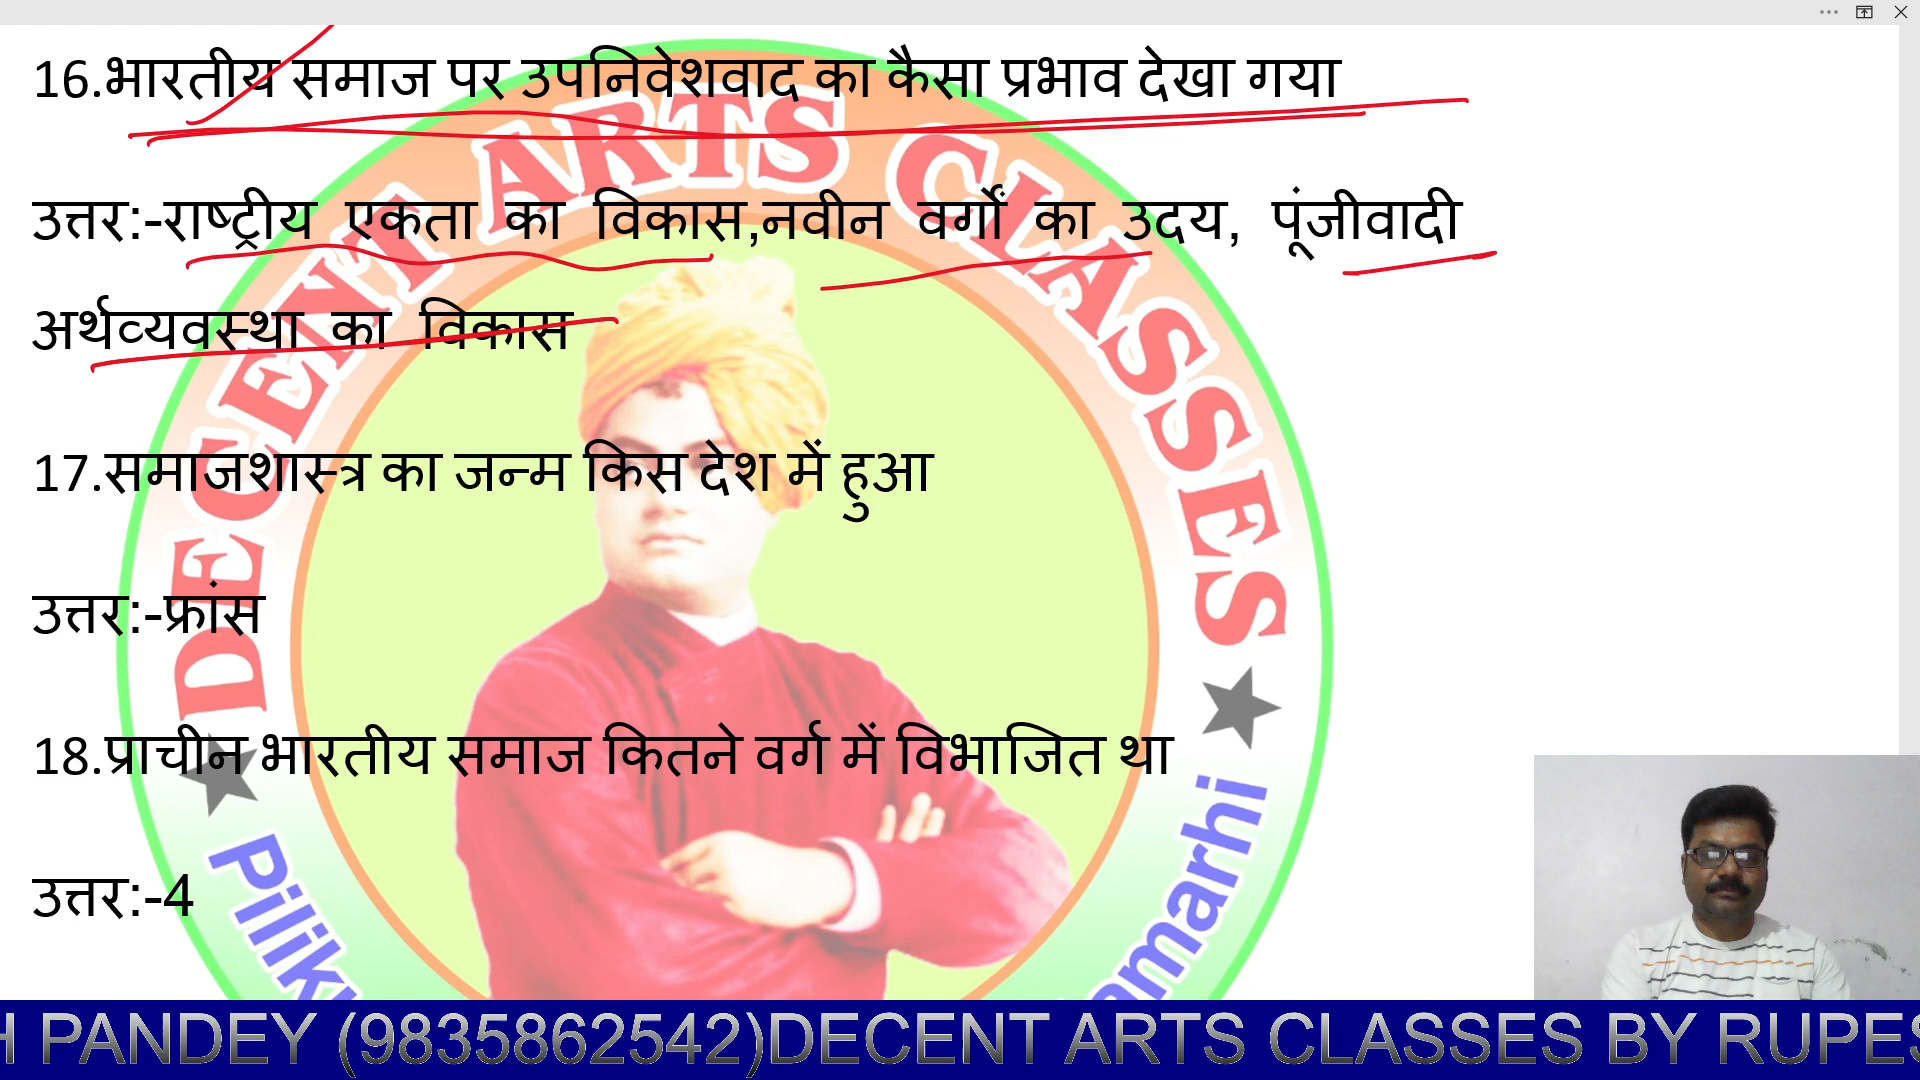 16.भारतीय समाज पर उपनिवेशवाद का कैसा प्रभाव देखा गया
उत्तर:-राष्ट्रीय एकता का विकास,नवीन वर्गों का उदय, पूंजीवादी
अर्थव्यवस्था का विकास
17.समाजशास्त्र का जन्म किस देश में हुआ
उत्तर:-फ्रांस
18.प्राचीन भारतीय समाज कितने वर्ग में विभाजित था
उत्तर:-4
DECENT ARTS CLASSES
H PANDEY (9835862542)DECENT ARTS CLASSES BY RUPES